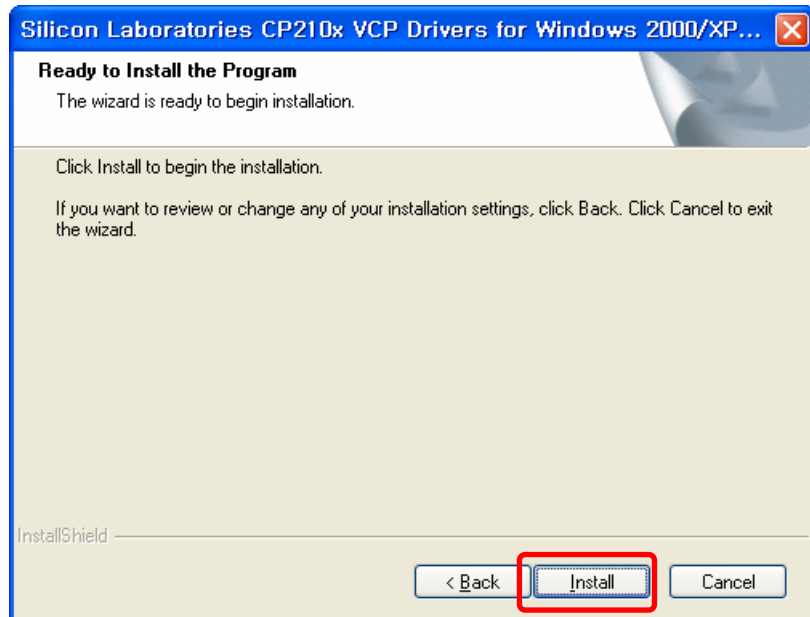 Silicon Laboratories CP210x VCP Drivers for Windows 2000/XP...
Ready to Install the Program
The wizard is ready to begin installation.
Click Install to begin the installation.
If you want to review or change any of your installation settings, click Back. Click Cancel to exit
the wizard.
InstallShield
< Back Install Cancel